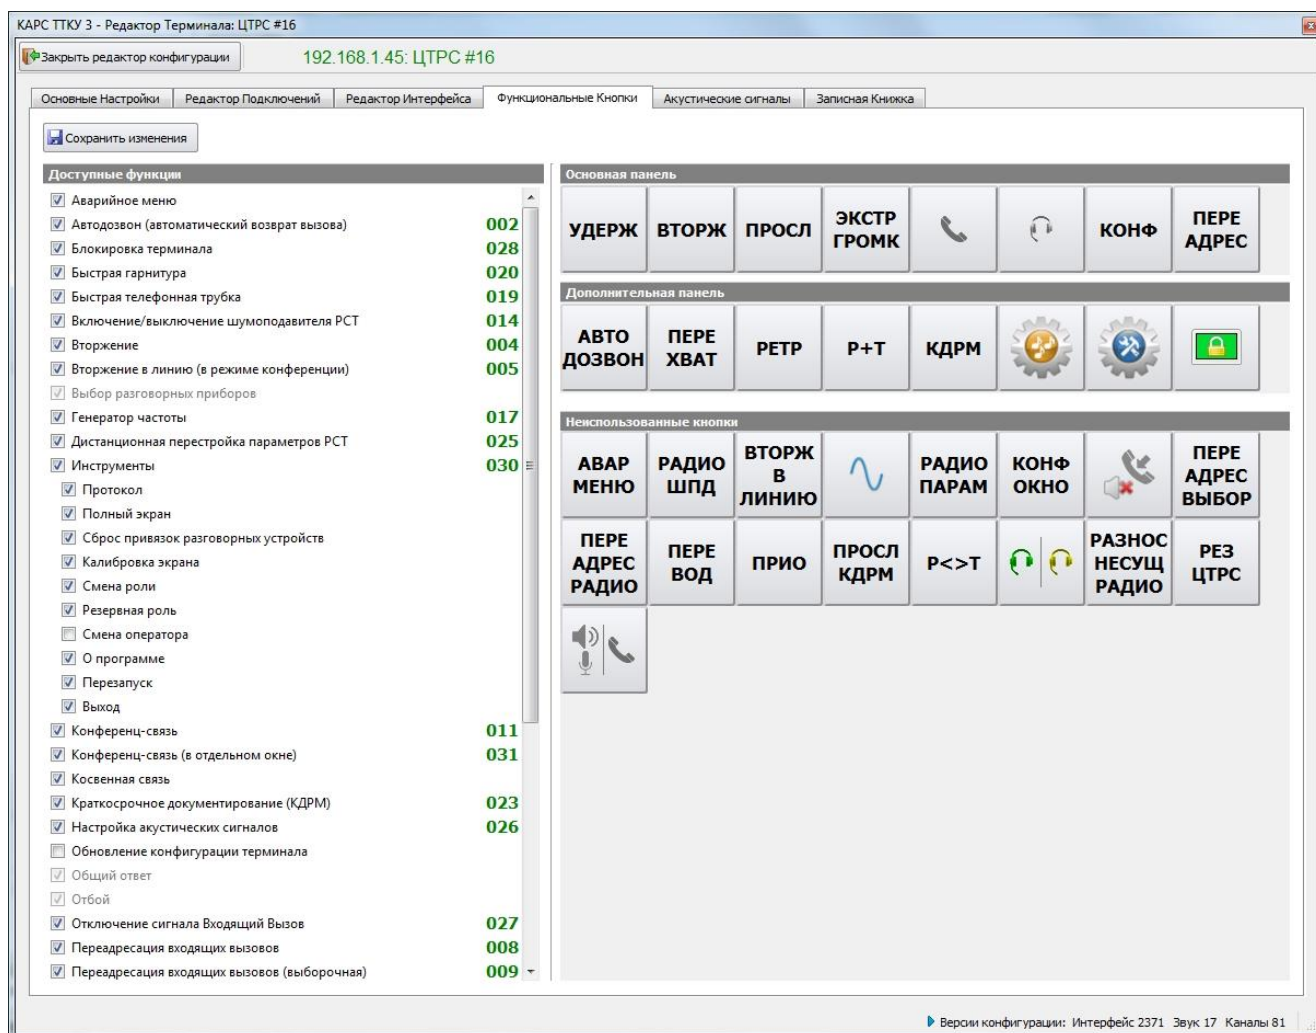 КАРС ТТКУ 3 - Редактор Терминала: ЦТРС #16
Закрыть редактор конфигурации
192.168.1.45: ЦТРС #16
Основные Настройки
Редактор Подключений
Редактор Интерфейса
Функциональные Кнопки
Акустические сигналы
Записная Книжка
Сохранить изменения
Доступные функции
Аварийное меню
Автодозвон (автоматический возврат вызова) 002
Блокировка терминала 028
Быстрая гарнитура 020
Быстрая телефонная трубка 019
Включение/выключение шумоподавителя РСТ 014
Вторжение 004
Вторжение в линию (в режиме конференции) 005
Выбор разговорных приборов
Генератор частоты 017
Дистанционная перестройка параметров РСТ 025
Инструменты 030
Протокол
Полный экран
Сброс привязок разговорных устройств
Калибровка экрана
Смена роли
Резервная роль
Смена оператора
О программе
Перезапуск
Выход
Конференц-связь 011
Конференц-связь (в отдельном окне) 031
Косвенная связь
Краткосрочное документирование (КДРМ) 023
Настройка акустических сигналов 026
Обновление конфигурации терминала
Общий ответ
Отбой
Отключение сигнала Входящий Вызов 027
Переадресация входящих вызовов 008
Переадресация входящих вызовов (выборочная) 009
Основная панель
УДЕРЖ
ВТОРЖ
ПРОСЛ
ЭКСТР
ГРОМК
КОНФ
ПЕРЕ
АДРЕС
Дополнительная панель
АВТО
ДОЗВОН
ПЕРЕ
ХВАТ
РЕТР
Р+Т
КДРМ
Неиспользованные кнопки
АВАР
МЕНЮ
РАДИО
ШПД
ВТОРЖ
В
ЛИНИЮ
РАДИО
ПАРАМ
КОНФ
ОКНО
ПЕРЕ
АДРЕС
ВЫБОР
ПЕРЕ
АДРЕС
РАДИО
ПЕРЕ
ВОД
ПРИО
ПРОСЛ
КДРМ
Р<>Т
РАЗНОС
НЕСУЩ
РАДИО
РЕЗ
ЦТРС
Версии конфигурации: Интерфейс 2371 Звук 17 Каналы 81